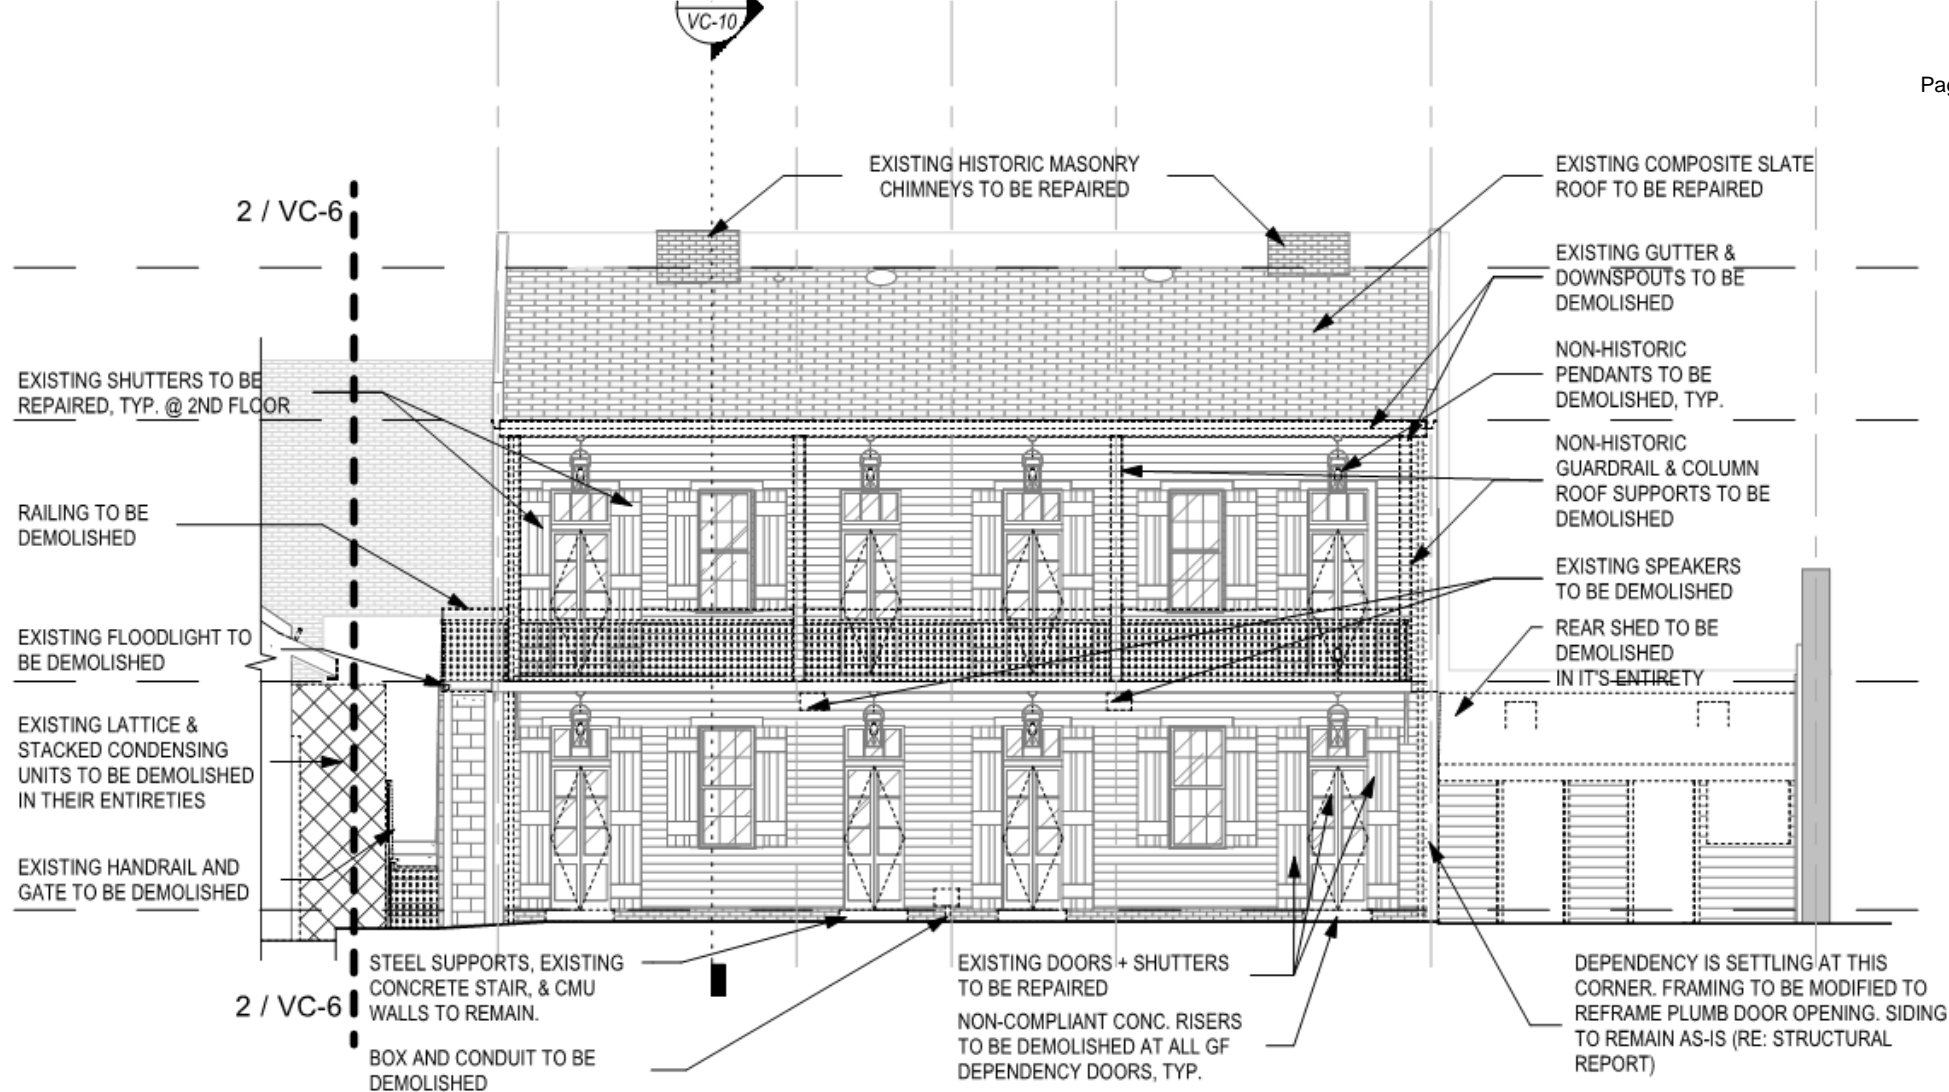 VC-10
Pag
EXISTING HISTORIC MASONRY
CHIMNEYS TO BE REPAIRED
EXISTING COMPOSITE SLATE
ROOF TO BE REPAIRED
2 / VC-6
EXISTING GUTTER &
DOWNSPOUTS TO BE
DEMOLISHED
NON-HISTORIC
PENDANTS TO BE
DEMOLISHED, TYP.
EXISTING SHUTTERS TO BE
REPAIRED, TYP. @ 2ND FLOOR
NON-HISTORIC
GUARDRAIL & COLUMN
ROOF SUPPORTS TO BE
DEMOLISHED
RAILING TO BE
DEMOLISHED
EXISTING SPEAKERS
TO BE DEMOLISHED
EXISTING FLOODLIGHT TO
BE DEMOLISHED
REAR SHED TO BE
DEMOLISHED
IN IT'S ENTIRETY
EXISTING LATTICE &
STACKED CONDENSING
UNITS TO BE DEMOLISHED
IN THEIR ENTIRETIES
EXISTING HANDRAIL AND
GATE TO BE DEMOLISHED
STEEL SUPPORTS, EXISTING
CONCRETE STAIR, & CMU
WALLS TO REMAIN.
2 / VC-6
BOX AND CONDUIT TO BE
DEMOLISHED
EXISTING DOORS + SHUTTERS
TO BE REPAIRED
NON-COMPLIANT CONC. RISERS
TO BE DEMOLISHED AT ALL GF
DEPENDENCY DOORS, TYP.
DEPENDENCY IS SETTLING AT THIS
CORNER. FRAMING TO BE MODIFIED TO
REFRAME PLUMB DOOR OPENING. SIDING
TO REMAIN AS-IS (RE: STRUCTURAL
REPORT)